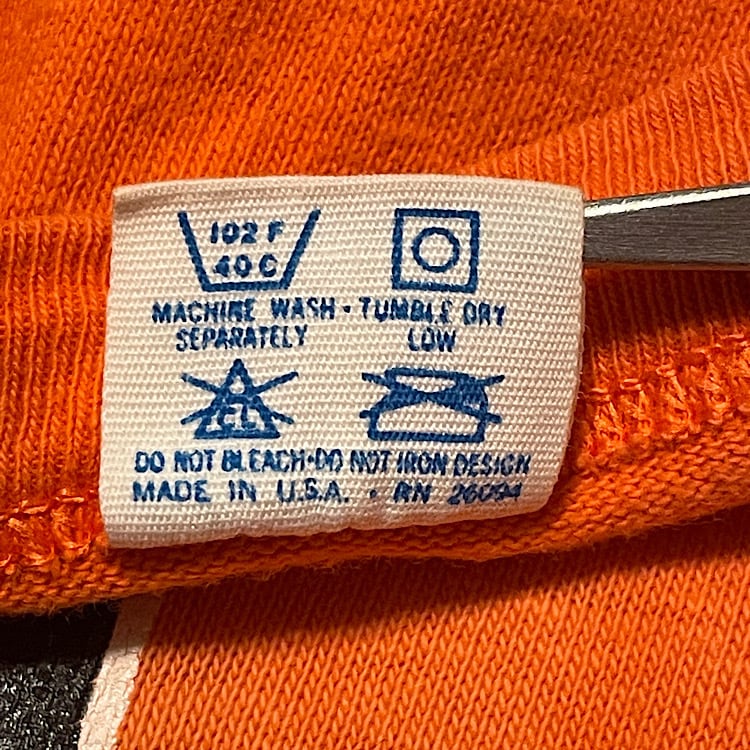 102 F
40 C
MACHINE WASH • TUMBLE DRY
SEPARATELY LOW
CL
DO NOT BLEACH • DO NOT IRON DESIGN
MADE IN U.S.A. • RN 26094